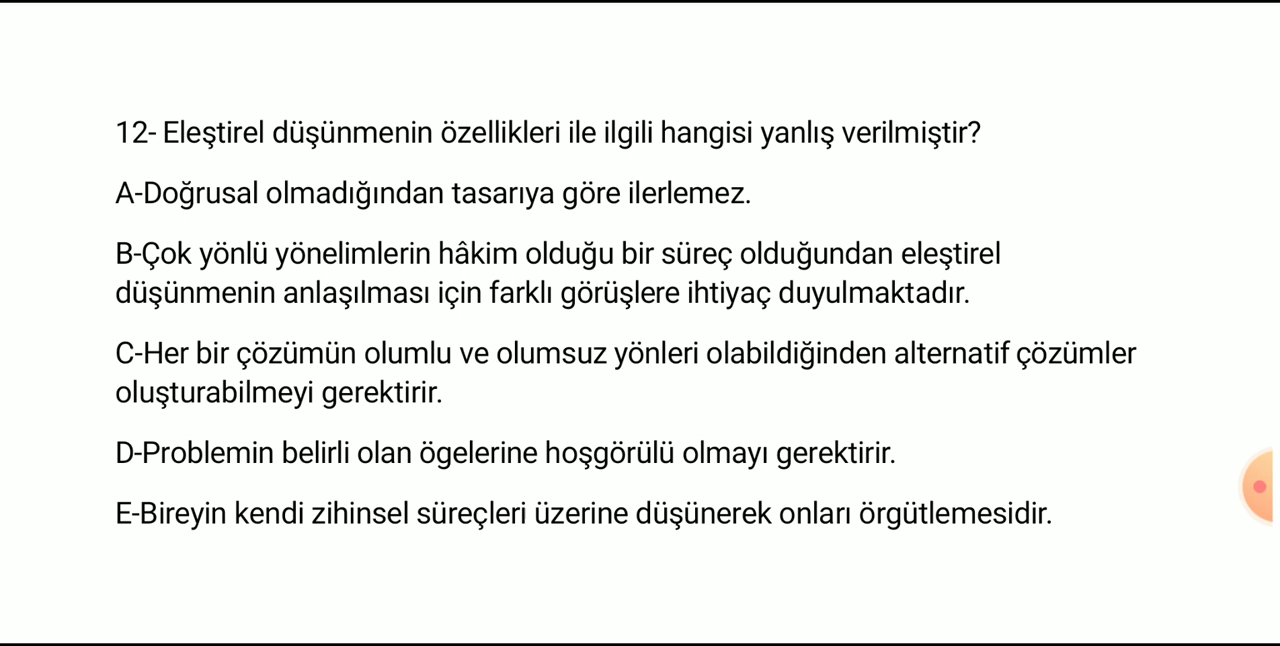 12- Eleştirel düşünmenin özellikleri ile ilgili hangisi yanlış verilmiştir?
A-Doğrusal olmadığından tasarıya göre ilerlemez.
B-Çok yönlü yönelimlerin hâkim olduğu bir süreç olduğundan eleştirel
düşünmenin anlaşılması için farklı görüşlere ihtiyaç duyulmaktadır.
C-Her bir çözümün olumlu ve olumsuz yönleri olabildiğinden alternatif çözümler
oluşturabilmeyi gerektirir.
D-Problemin belirli olan ögelerine hoşgörülü olmayı gerektirir.
E-Bireyin kendi zihinsel süreçleri üzerine düşünerek onları örgütlemesidir.